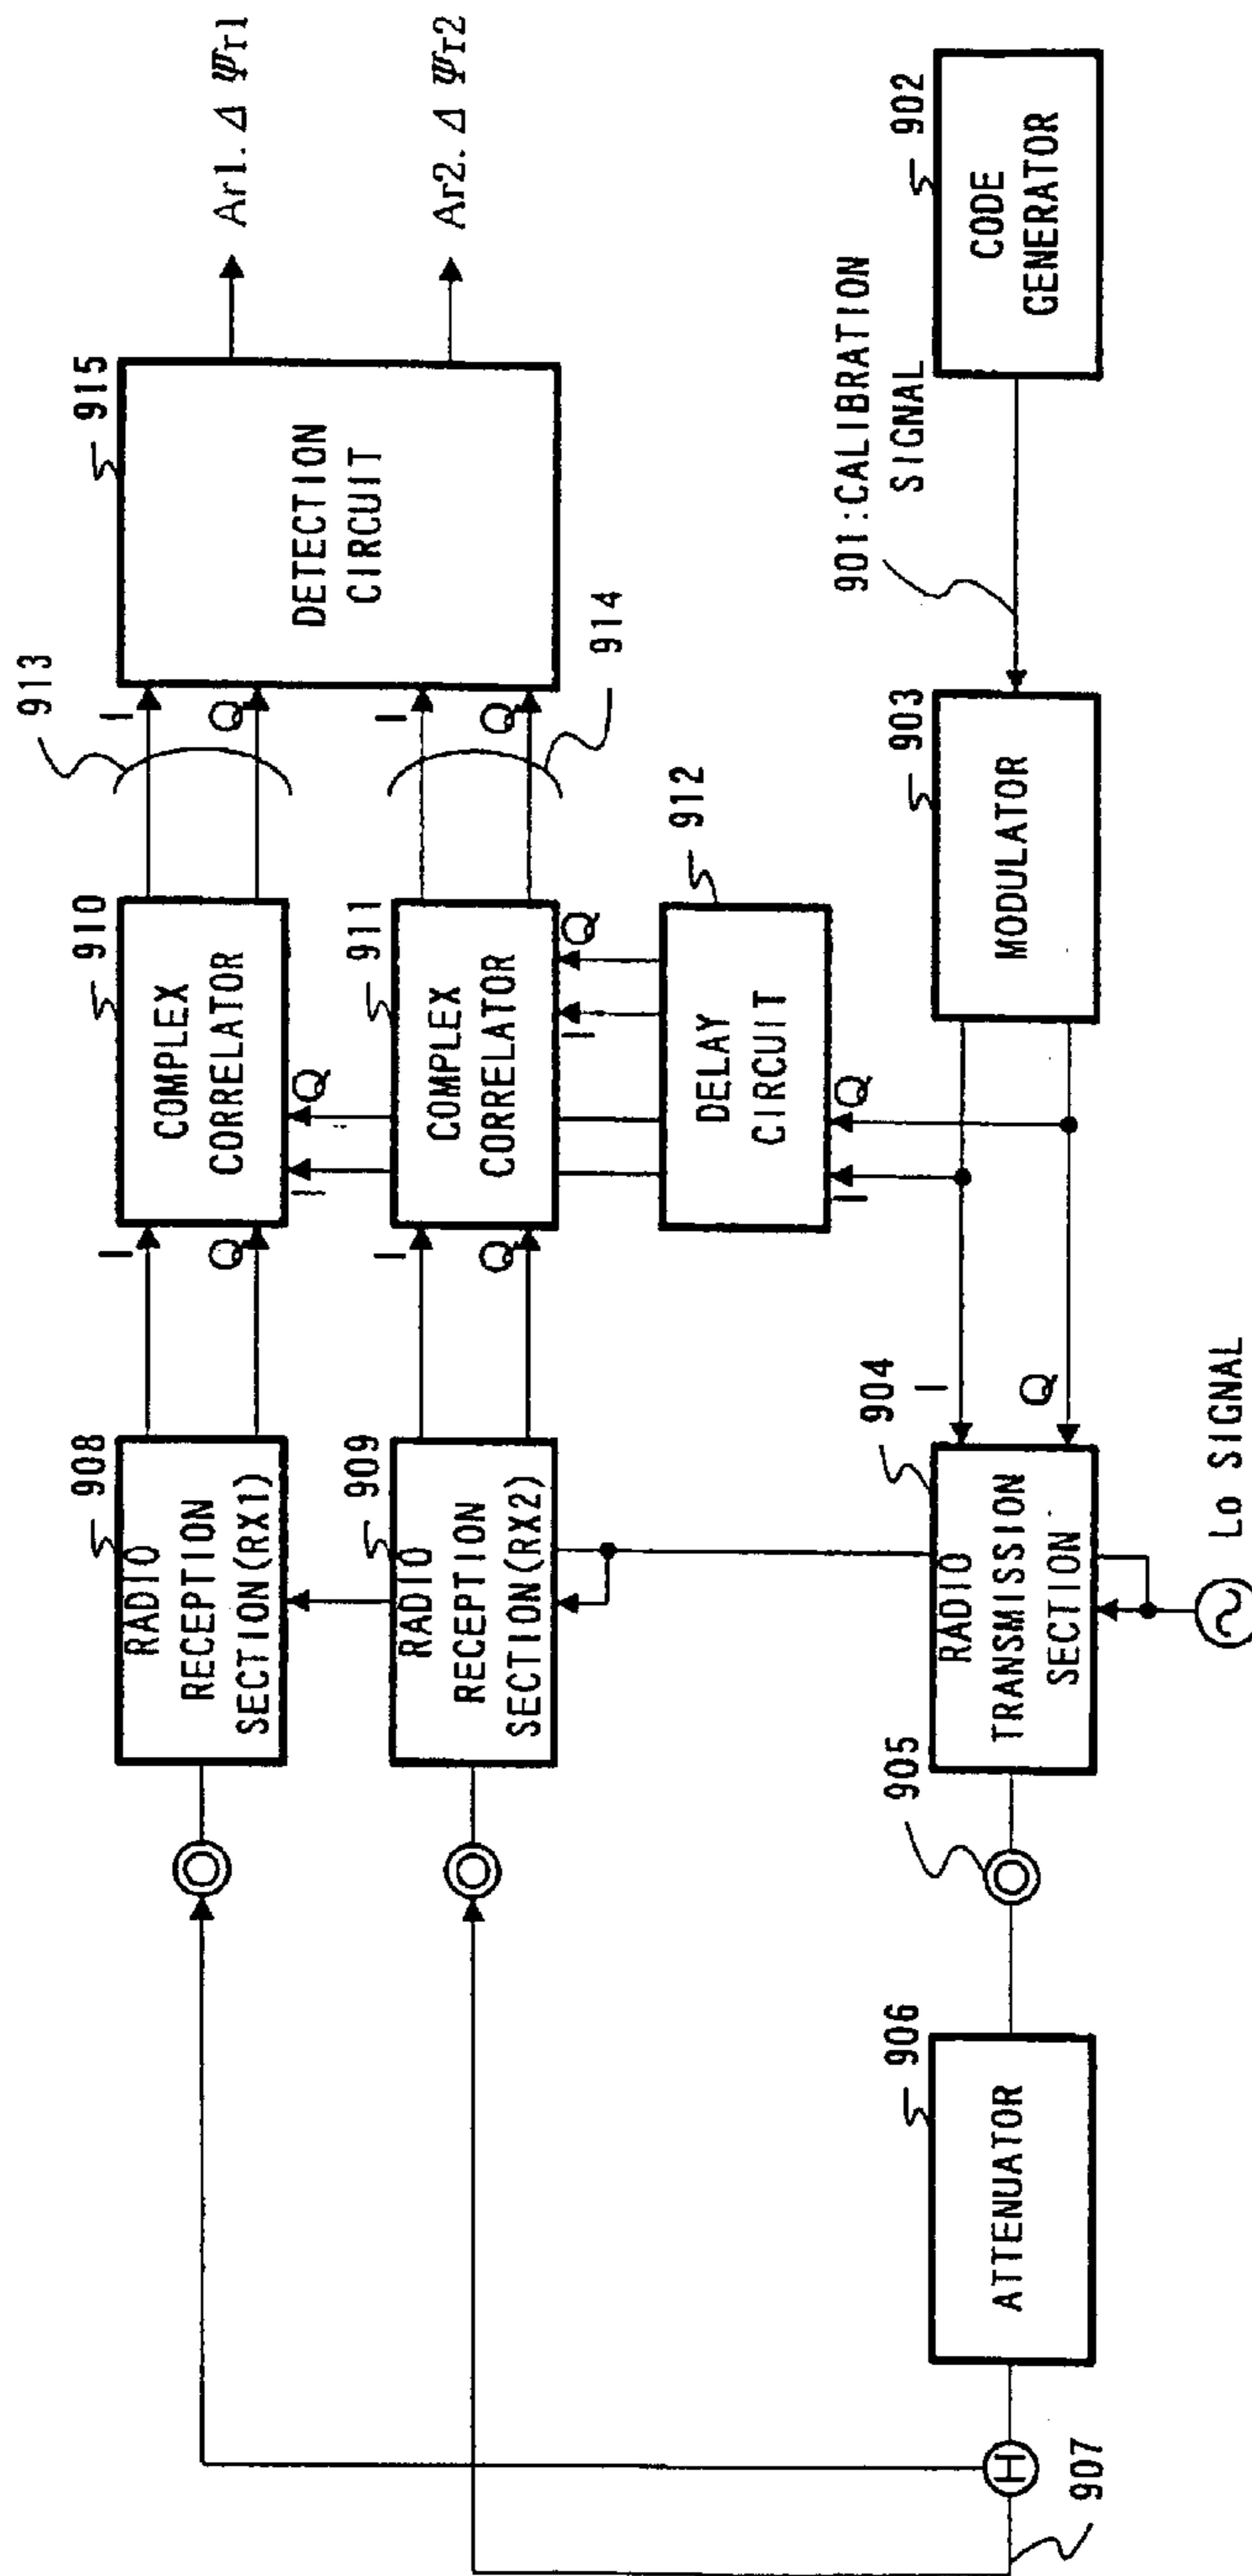 908
RADIO
RECEPTION
SECTION(RX1)
I
Q
910
COMPLEX
CORRELATOR
I
Q
913
I
Q
915
DETECTION
CIRCUIT
Ar1. Δ Ψr1
Ar2. Δ Ψr2
909
RADIO
RECEPTION
SECTION(RX2)
I
Q
911
COMPLEX
CORRELATOR
I
Q
914
I
Q
912
DELAY
CIRCUIT
I
Q
907
H
906
ATTENUATOR
905
904
RADIO
TRANSMISSION
SECTION
I
Q
Lo SIGNAL
903
MODULATOR
901:CALIBRATION
SIGNAL
902
CODE
GENERATOR